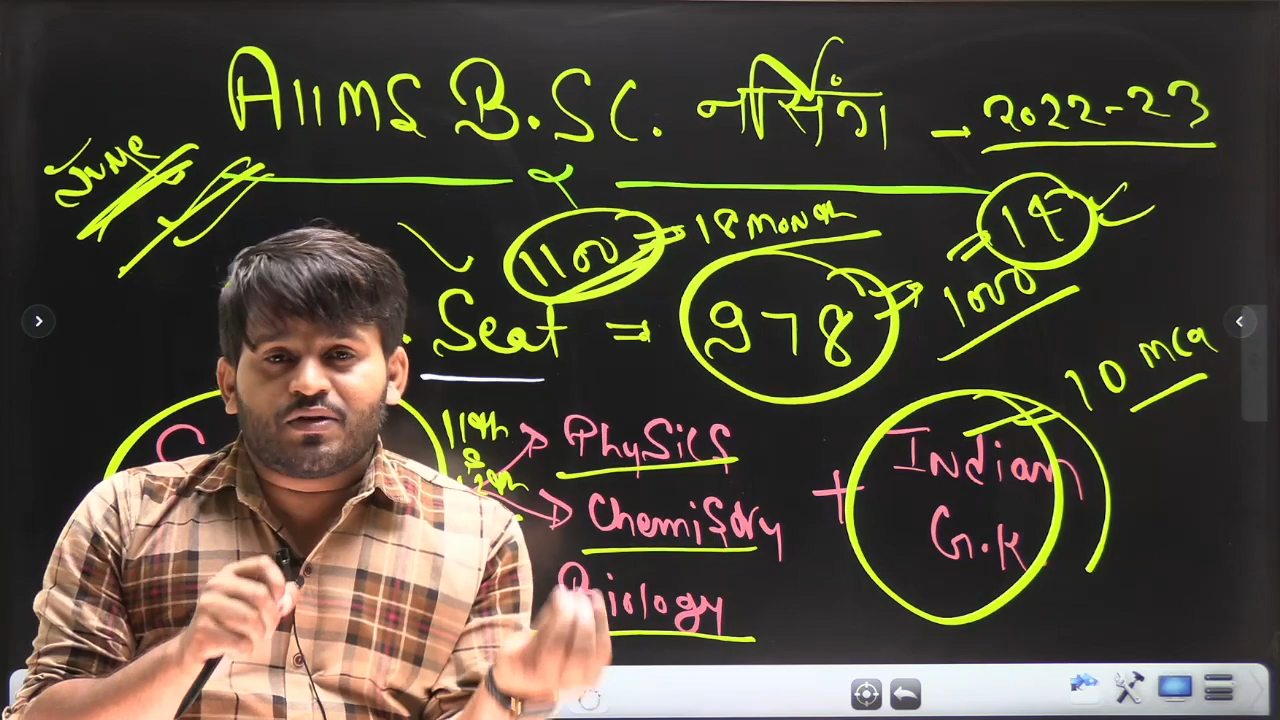 AIIMS B.SC. नर्सिंग - 2022-23
June
1100 = 18 MONth
= 14
Seat = 978
1000
10 MCQ
11th
&
12th
Physics
Chemistry
Biology
+ Indian
G.K